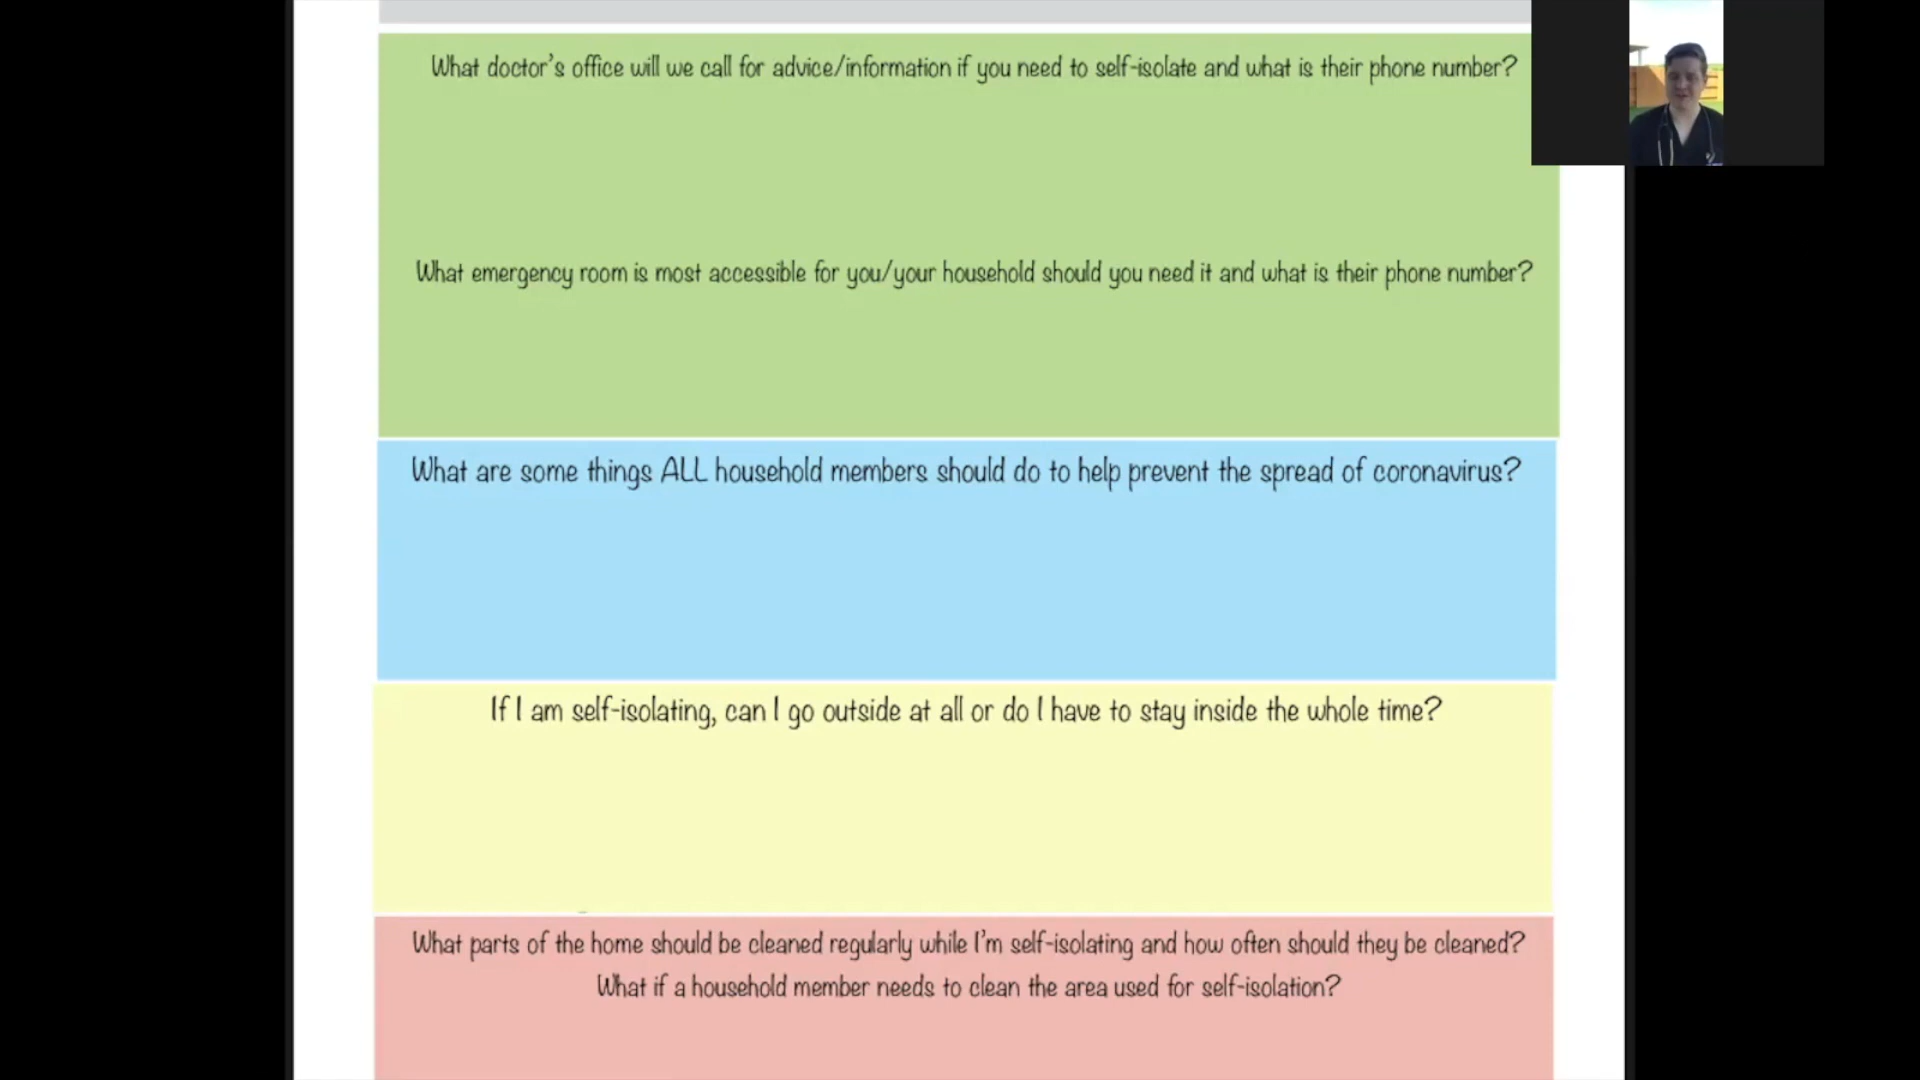 What doctor's office will we call for advice/information if you need to self-isolate and what is their phone number?
What emergency room is most accessible for you/your household should you need it and what is their phone number?
What are some things ALL household members should do to help prevent the spread of coronavirus?
If I am self-isolating, can I go outside at all or do I have to stay inside the whole time?
What parts of the home should be cleaned regularly while I'm self-isolating and how often should they be cleaned?
What if a household member needs to clean the area used for self-isolation?